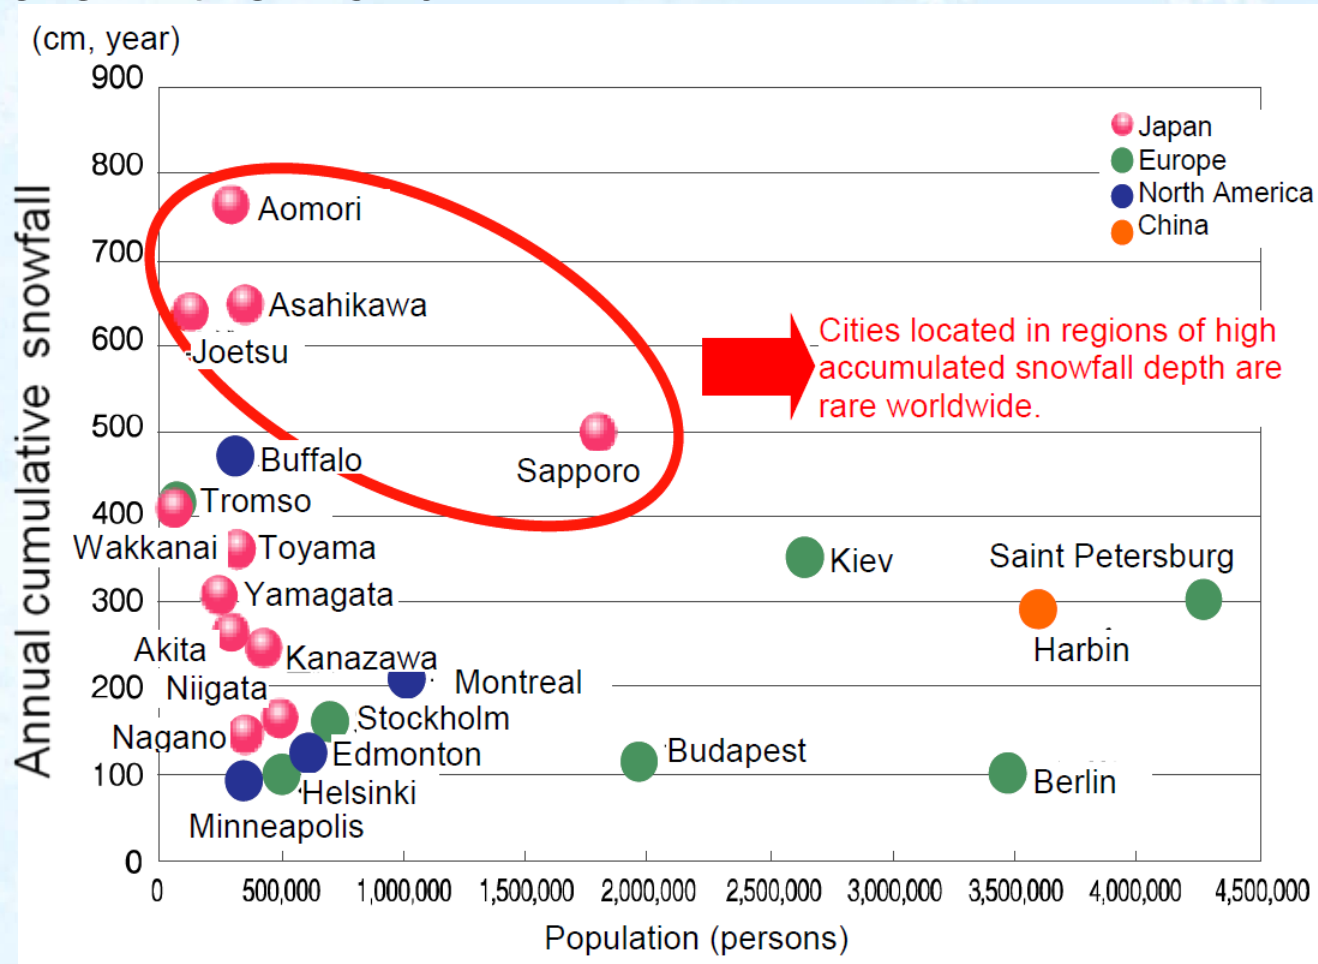 (cm, year)
900
800
700
600
500
400
300
200
100
0
Annual cumulative snowfall
Japan
Europe
North America
China
Aomori
Asahikawa
Joetsu
Cities located in regions of high
accumulated snowfall depth are
rare worldwide.
Buffalo
Sapporo
Tromso
Wakkanai
Toyama
Kiev
Saint Petersburg
Yamagata
Akita
Kanazawa
Harbin
Niigata
Montreal
Stockholm
Nagano
Edmonton
Budapest
Helsinki
Berlin
Minneapolis
0 500,000 1,000,000 1,500,000 2,000,000 2,500,000 3,000,000 3,500,000 4,000,000 4,500,000
Population (persons)